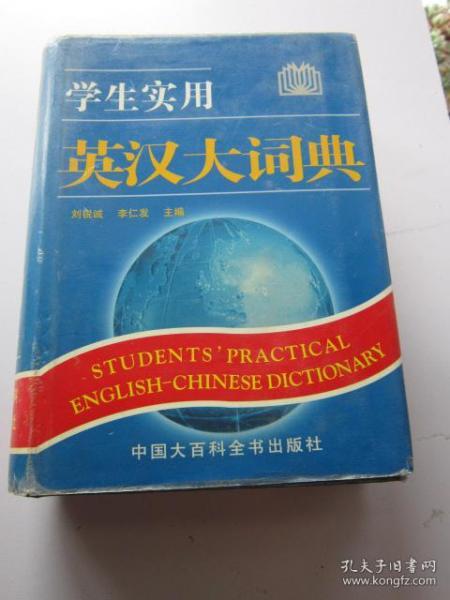 学生实用
英汉大词典
刘锐诚 李仁发 主编
STUDENTS' PRACTICAL
ENGLISH-CHINESE DICTIONARY
中国大百科全书出版社
孔夫子旧书网
www.kongfz.com